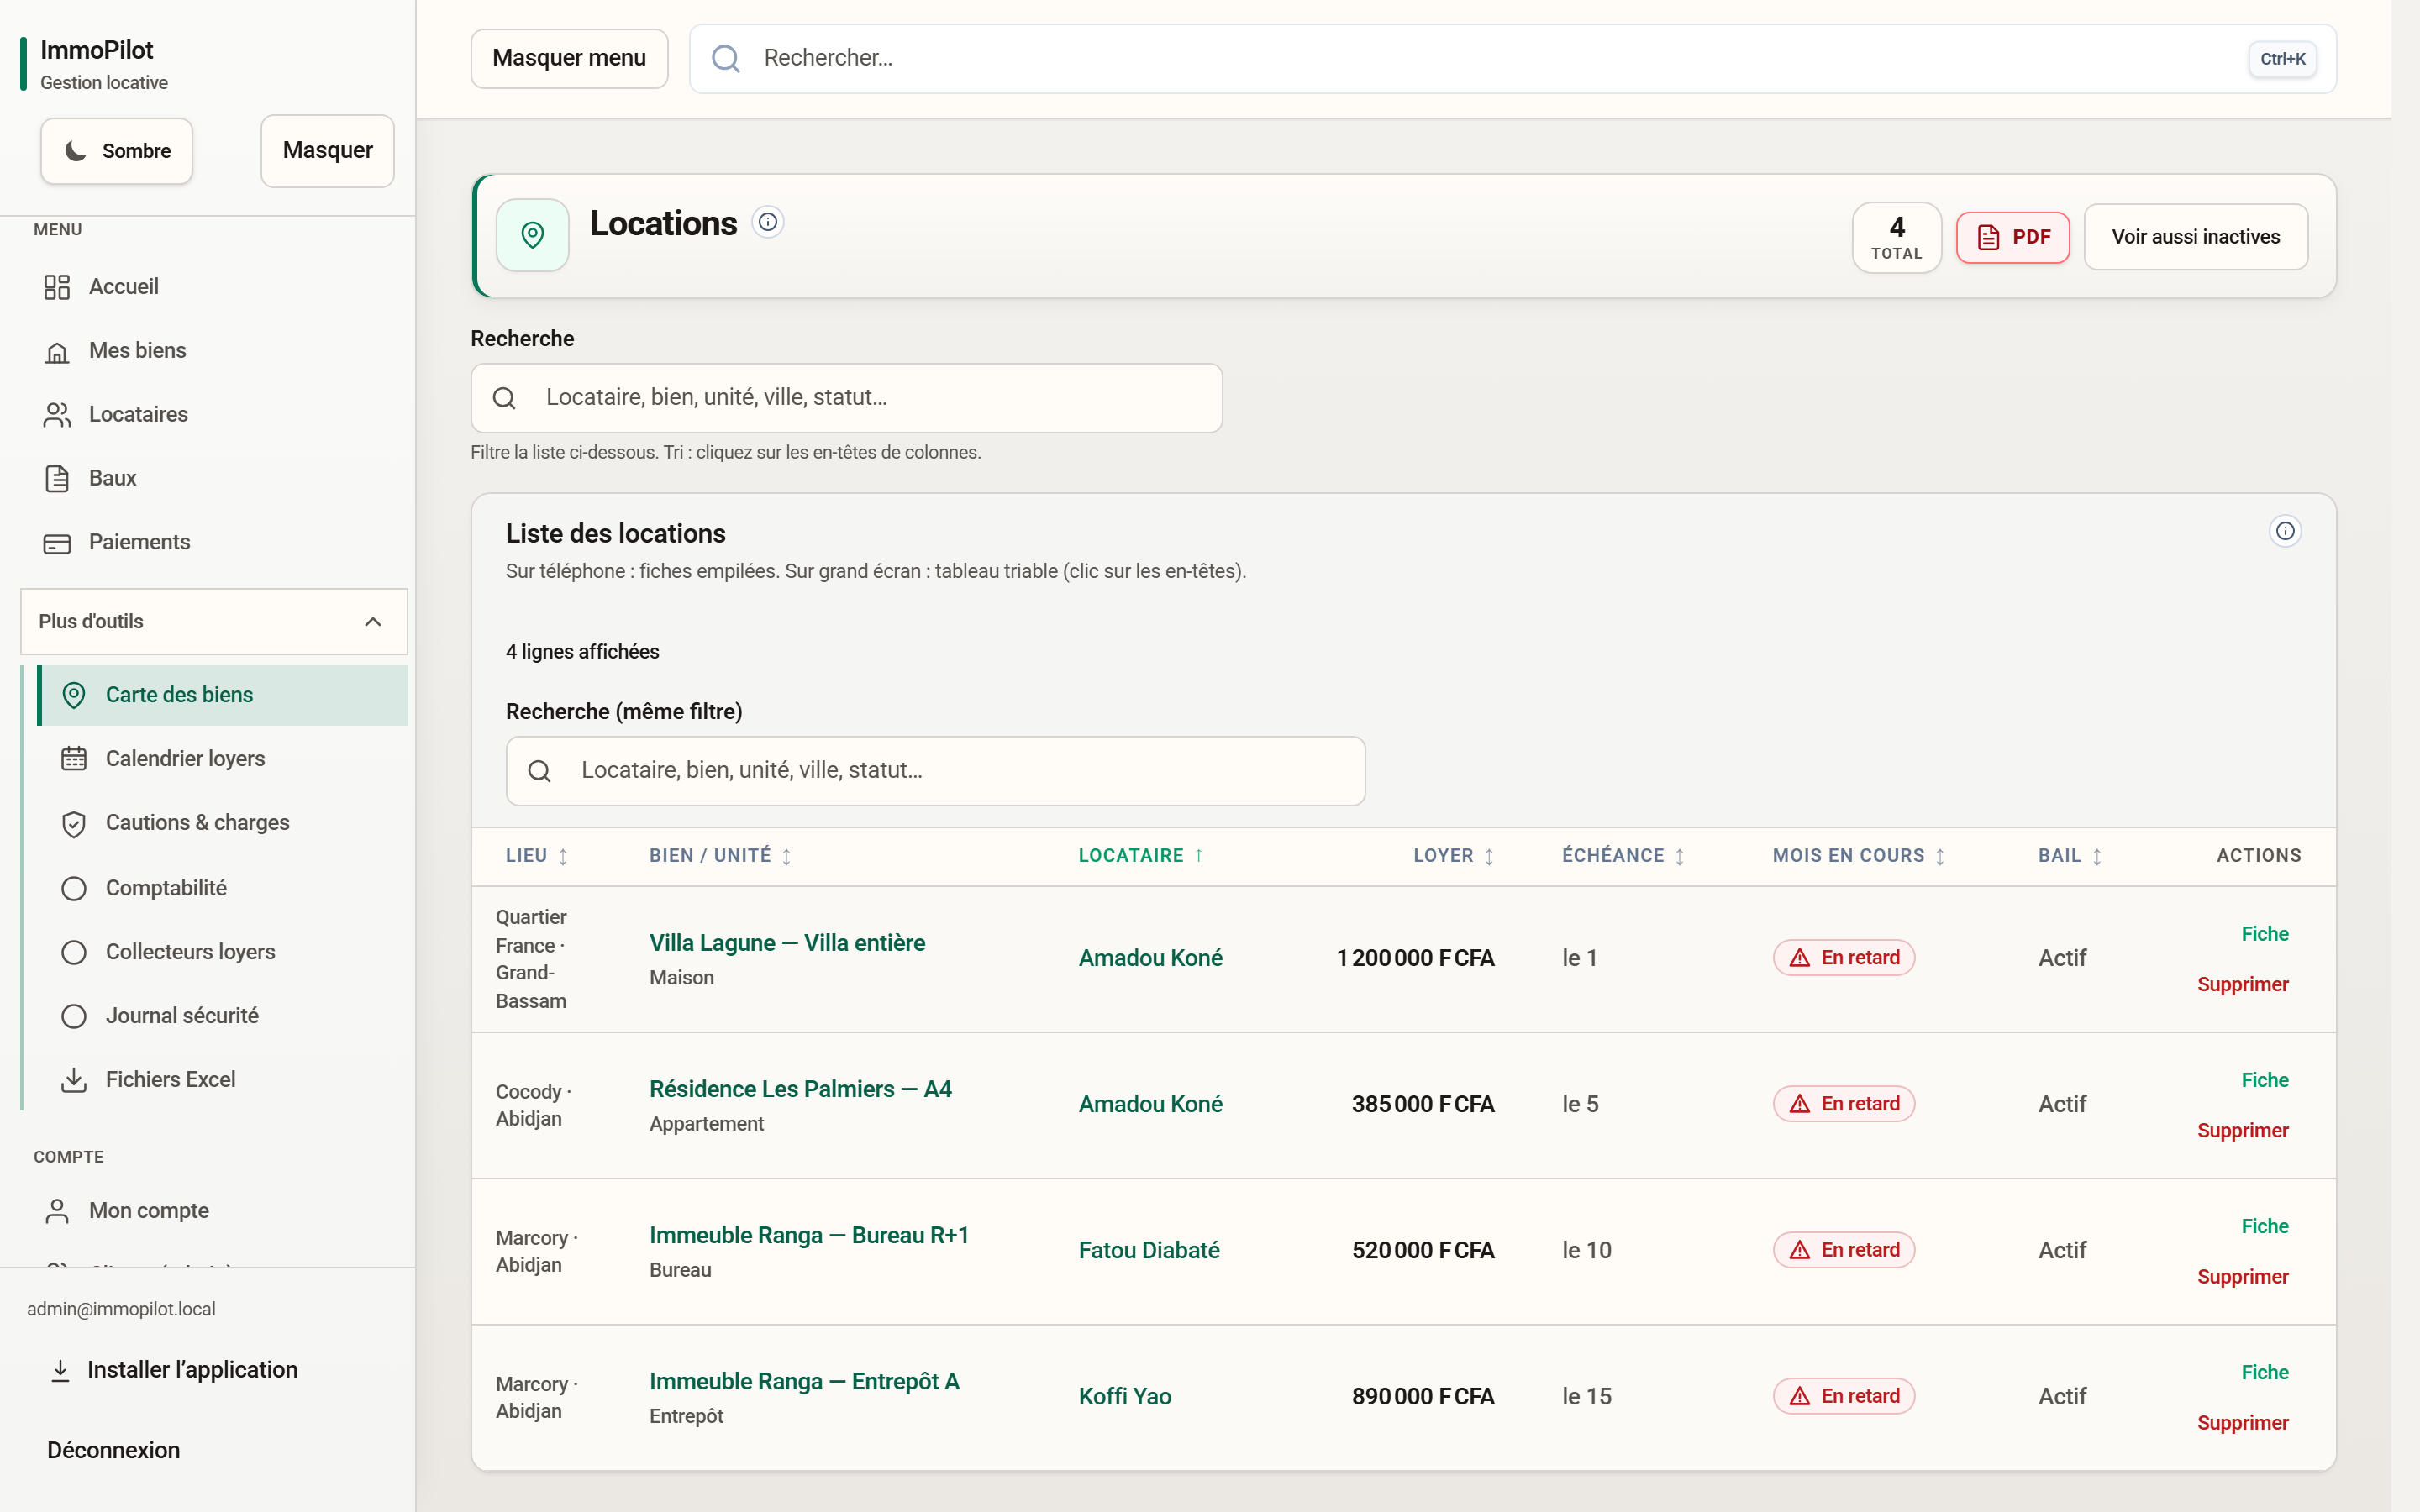 ImmoPilot
Gestion locative
Sombre
Masquer
MENU
Accueil
Mes biens
Locataires
Baux
Paiements
Plus d'outils
Carte des biens
Calendrier loyers
Cautions & charges
Comptabilité
Collecteurs loyers
Journal sécurité
Fichiers Excel
COMPTE
Mon compte
admin@immopilot.local
Installer l’application
Déconnexion
Masquer menu
Rechercher…
Ctrl+K
Locations
4
TOTAL
PDF
Voir aussi inactives
Recherche
Locataire, bien, unité, ville, statut…
Filtre la liste ci-dessous. Tri : cliquez sur les en-têtes de colonnes.
Liste des locations
Sur téléphone : fiches empilées. Sur grand écran : tableau triable (clic sur les en-têtes).
4 lignes affichées
Recherche (même filtre)
Locataire, bien, unité, ville, statut…
LIEU ↕ BIEN / UNITÉ ↕ LOCATAIRE ↑ LOYER ↕ ÉCHÉANCE ↕ MOIS EN COURS ↕ BAIL ↕ ACTIONS
Quartier
France ·
Grand-
Bassam
Villa Lagune — Villa entière
Maison
Amadou Koné
1 200 000 F CFA
le 1
En retard
Actif
Fiche
Supprimer
Cocody ·
Abidjan
Résidence Les Palmiers — A4
Appartement
Amadou Koné
385 000 F CFA
le 5
En retard
Actif
Fiche
Supprimer
Marcory ·
Abidjan
Immeuble Ranga — Bureau R+1
Bureau
Fatou Diabaté
520 000 F CFA
le 10
En retard
Actif
Fiche
Supprimer
Marcory ·
Abidjan
Immeuble Ranga — Entrepôt A
Entrepôt
Koffi Yao
890 000 F CFA
le 15
En retard
Actif
Fiche
Supprimer